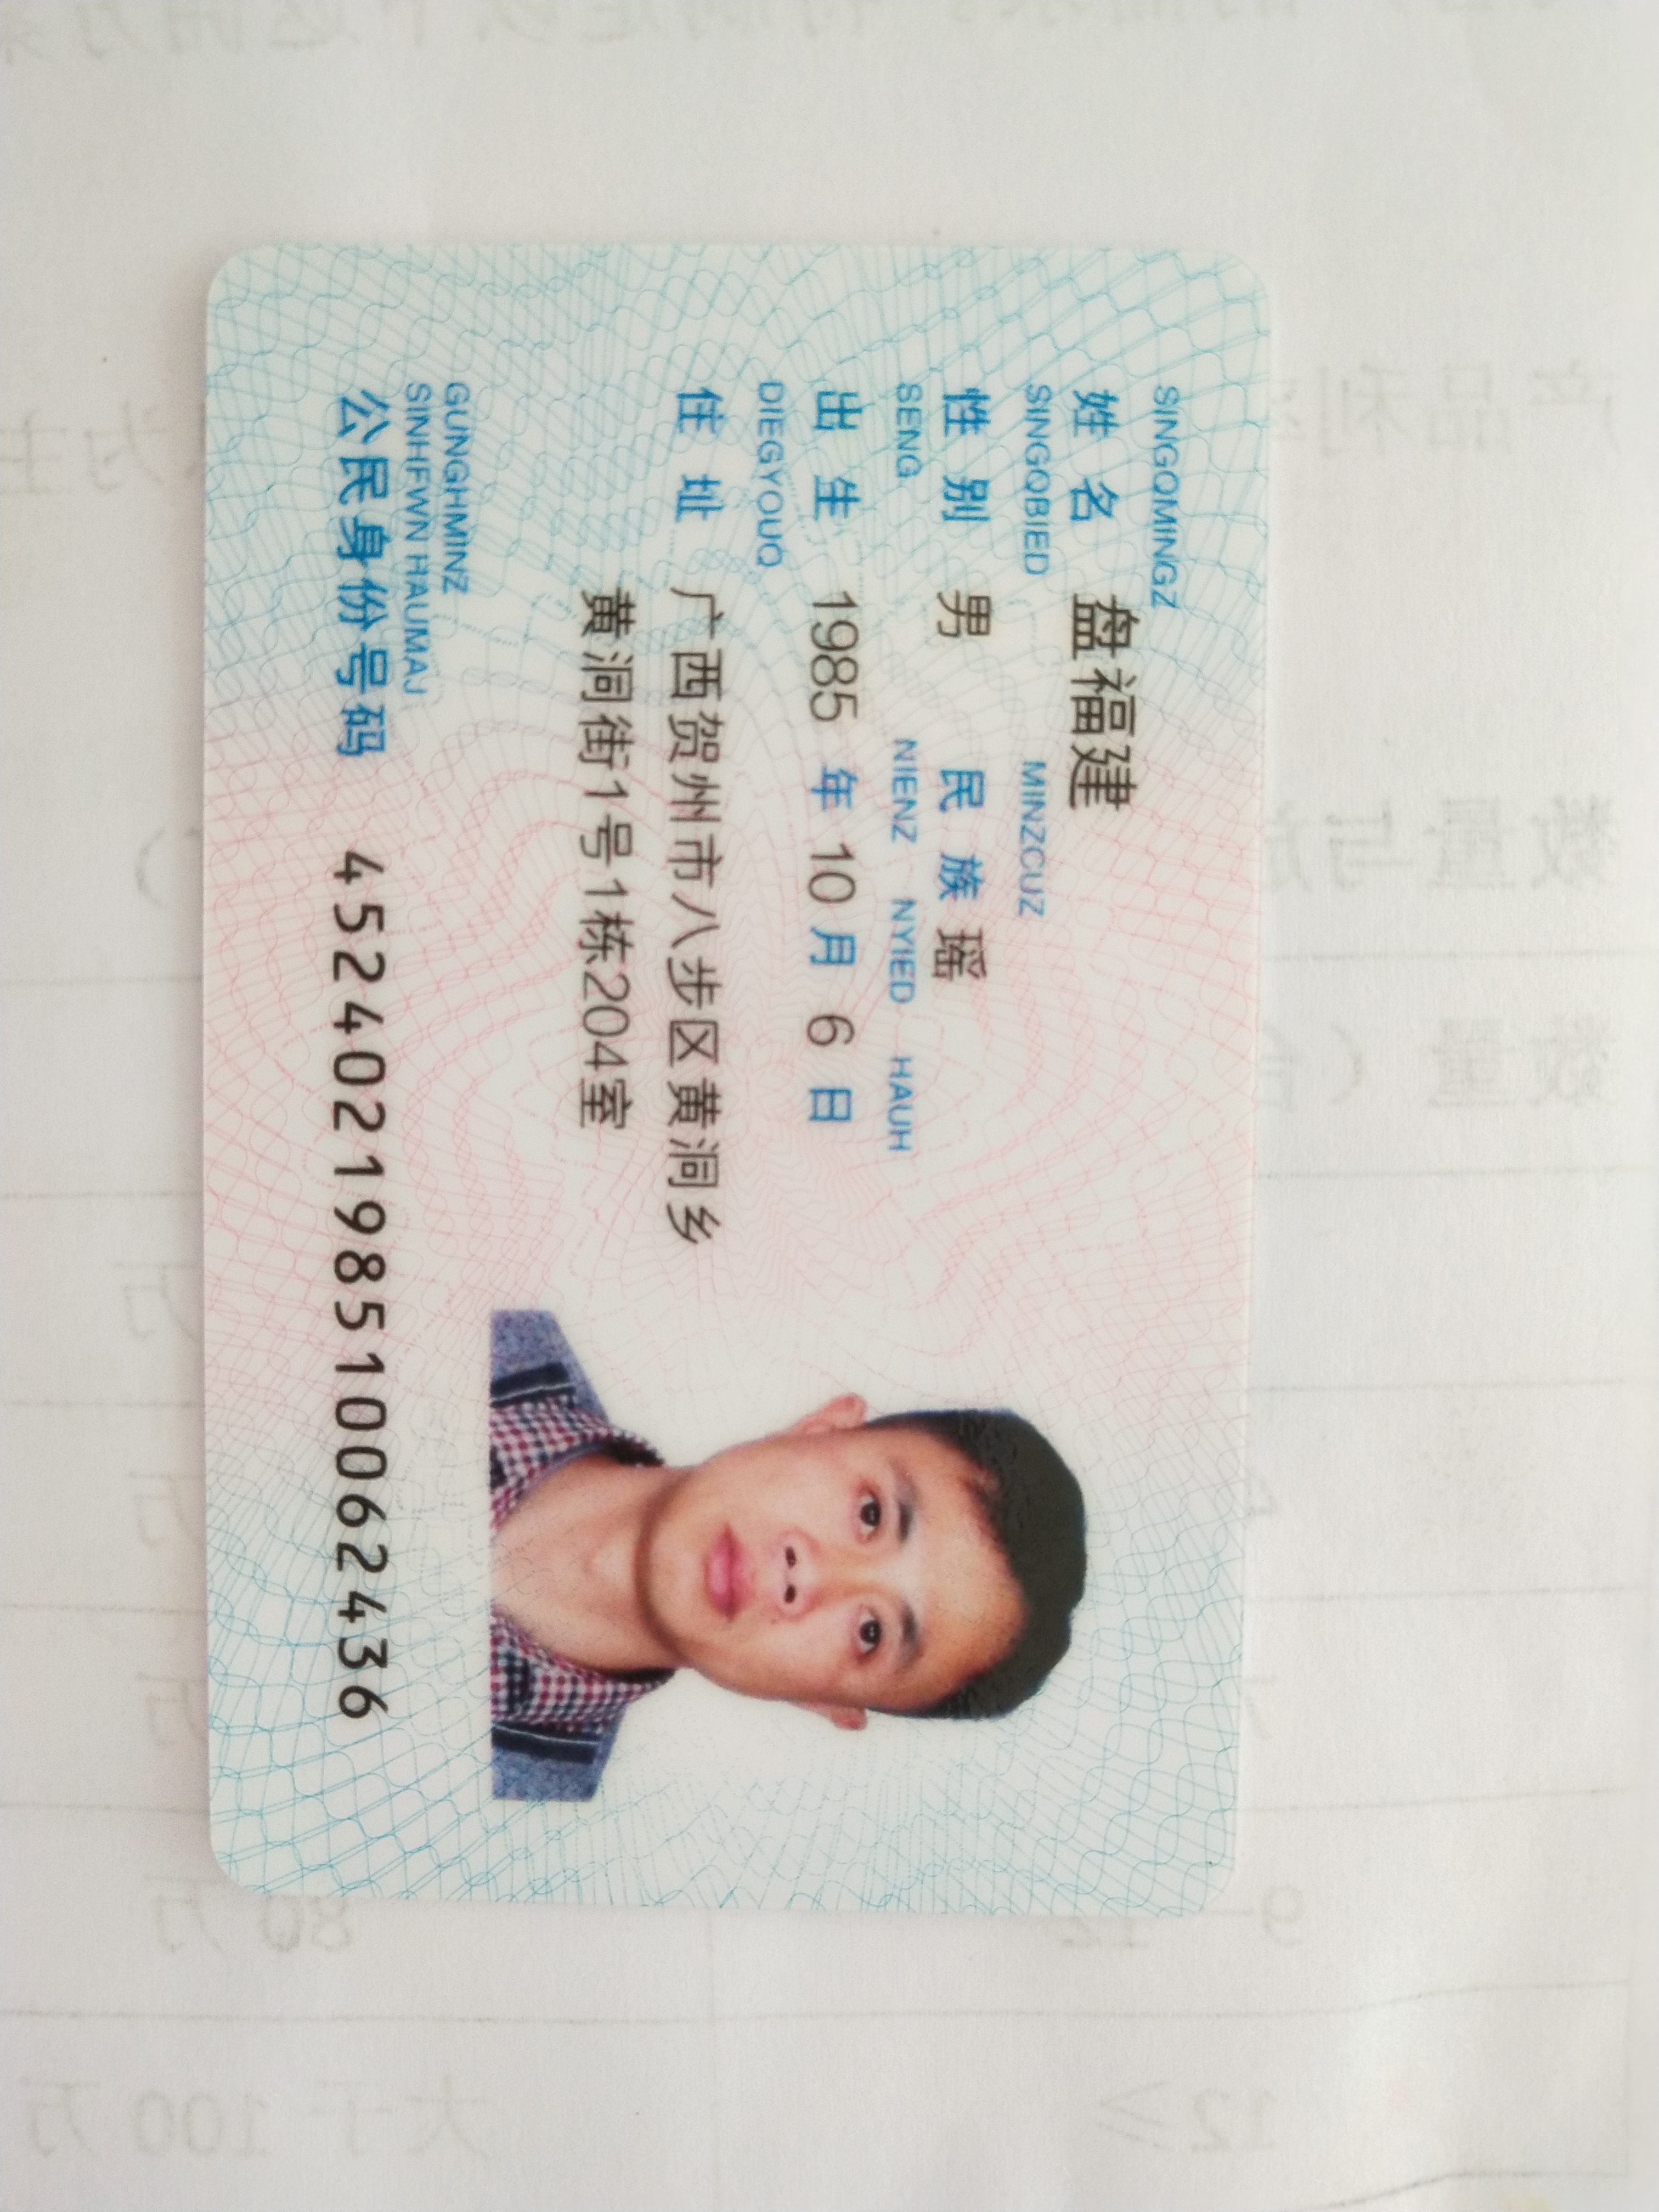 SINGQMINGZ
姓名 盘福建
SINGQBIED MINZCUZ
性别 男 民族 瑶
SENG NIENZ NYIED HAUH
出生 1985 年 10 月 6 日
DIEGYOUQ
住址 广西贺州市八步区黄洞乡
黄洞街1号1栋204室
GUNGHMINZ
SINHFWN HAUMAJ
公民身份号码 452402198510062436